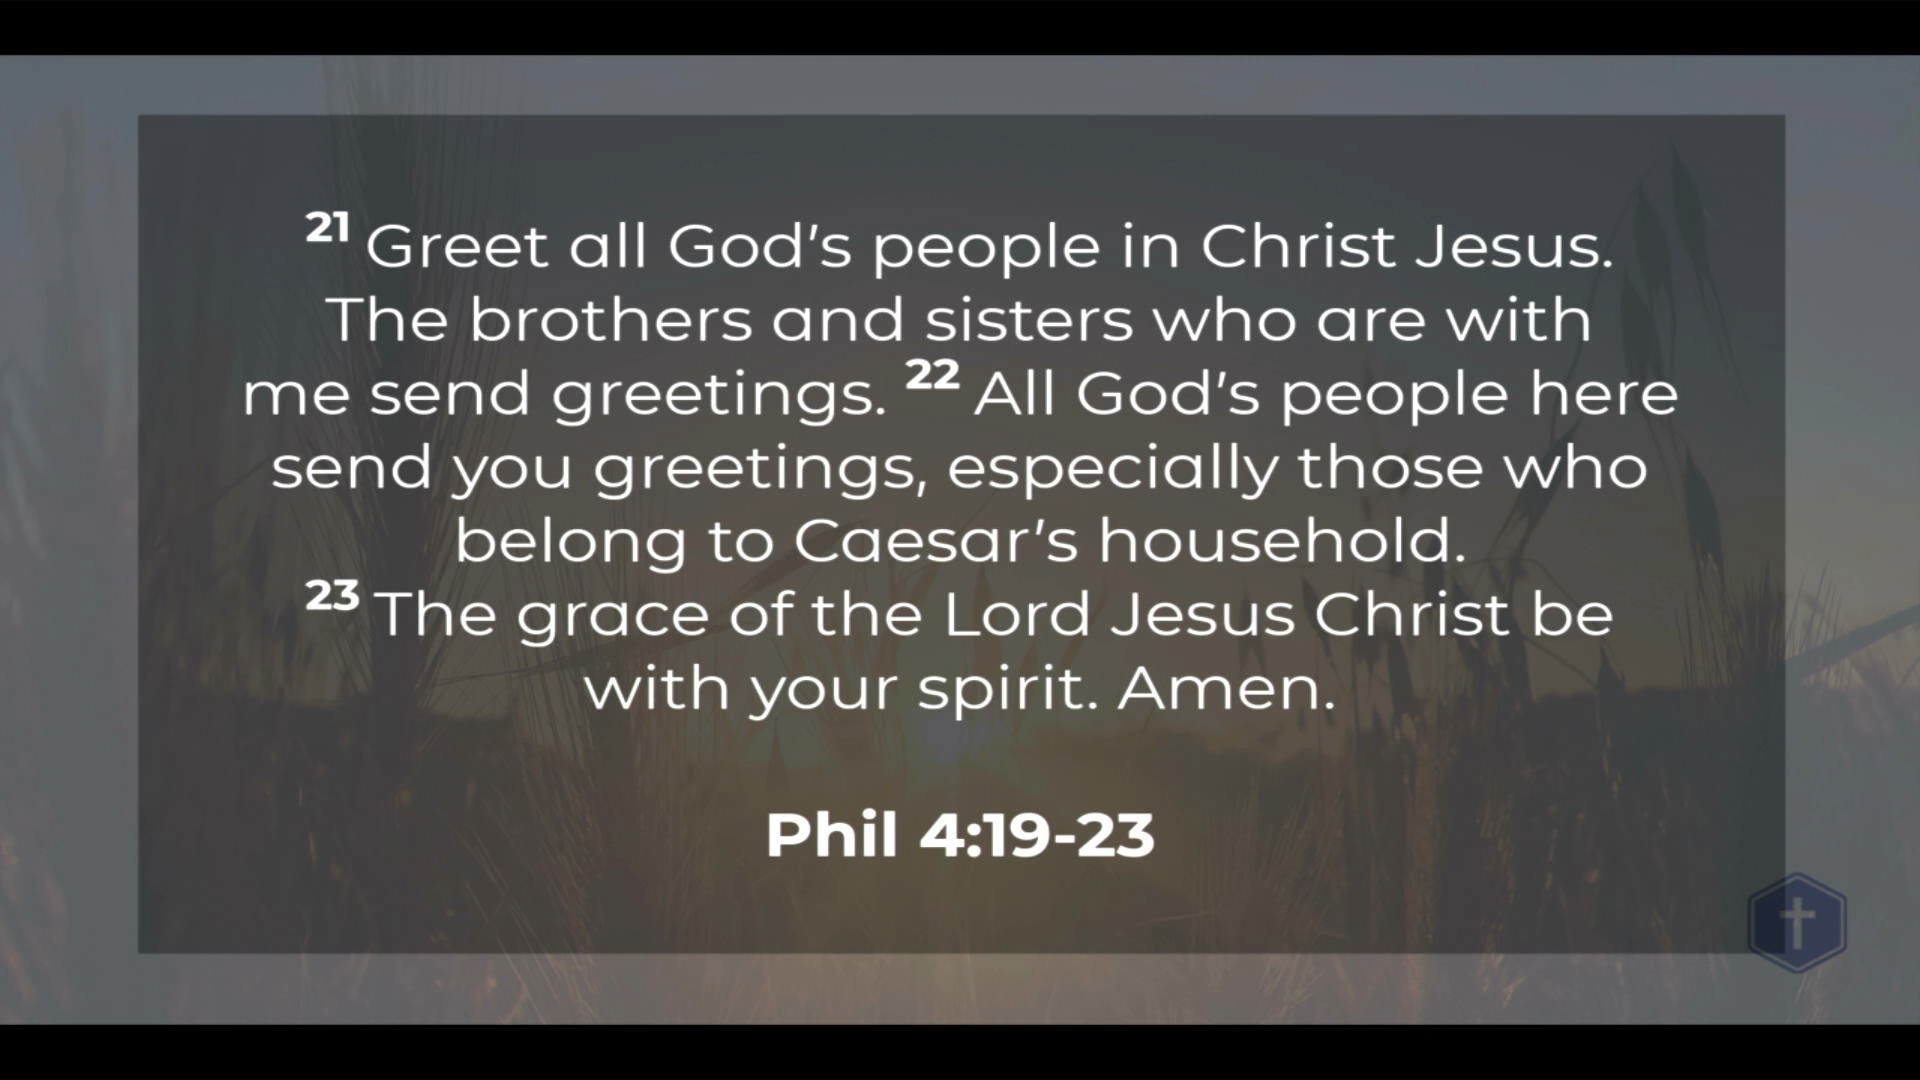 21 Greet all God’s people in Christ Jesus.
The brothers and sisters who are with
me send greetings. 22 All God’s people here
send you greetings, especially those who
belong to Caesar’s household.
23 The grace of the Lord Jesus Christ be
with your spirit. Amen.
Phil 4:19-23